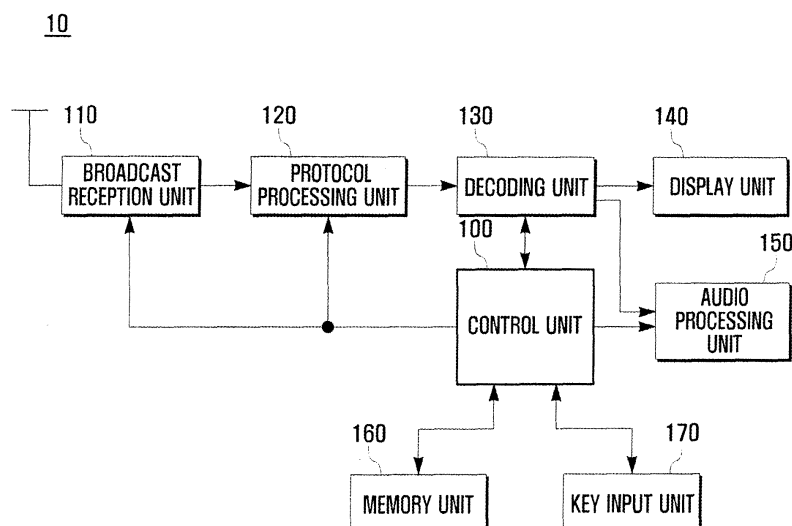 10
110
120
130
140
BROADCAST
RECEPTION UNIT
PROTOCOL
PROCESSING UNIT
DECODING UNIT
DISPLAY UNIT
100
150
CONTROL UNIT
AUDIO
PROCESSING
UNIT
160
170
MEMORY UNIT
KEY INPUT UNIT